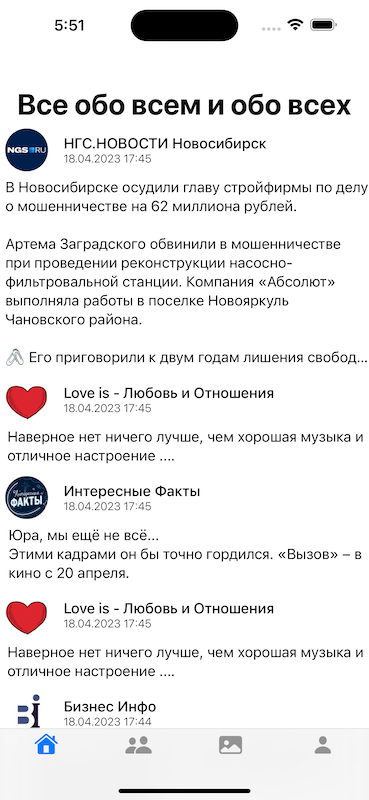 5:51
Все обо всем и обо всех
NGS RU
НГС.НОВОСТИ Новосибирск
18.04.2023 17:45
В Новосибирске осудили главу стройфирмы по делу
о мошенничестве на 62 миллиона рублей.
Артема Заградского обвинили в мошенничестве
при проведении реконструкции насосно-
фильтровальной станции. Компания «Абсолют»
выполняла работы в поселке Новояркуль
Чановского района.
Его приговорили к двум годам лишения свобод...
Love is - Любовь и Отношения
18.04.2023 17:45
Наверное нет ничего лучше, чем хорошая музыка и
отличное настроение ....
Интересные
ФАКТЫ
Интересные Факты
18.04.2023 17:45
Юра, мы ещё не всё...
Этими кадрами он бы точно гордился. «Вызов» – в
кино с 20 апреля.
Love is - Любовь и Отношения
18.04.2023 17:45
Наверное нет ничего лучше, чем хорошая музыка и
отличное настроение ....
Бизнес Инфо
18.04.2023 17:44